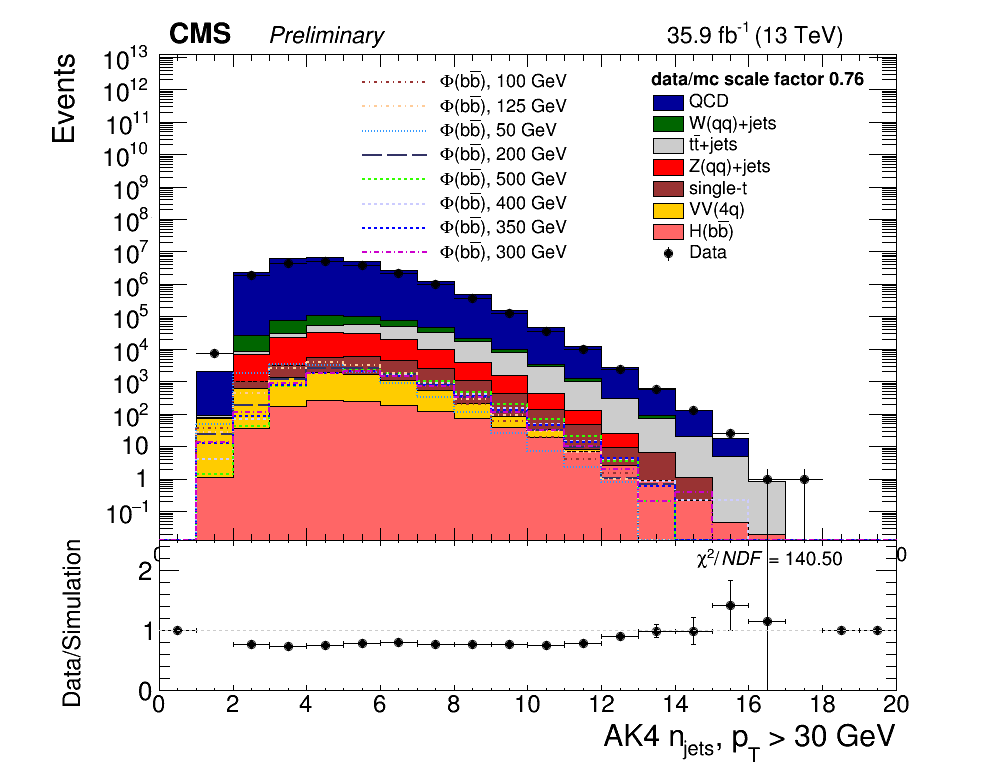 CMS Preliminary 35.9 fb⁻¹ (13 TeV)
Events
10¹³
10¹²
10¹¹
10¹⁰
10⁹
10⁸
10⁷
10⁶
10⁵
10⁴
10³
10²
10
1
10⁻¹
Φ(bb̅), 100 GeV
Φ(bb̅), 125 GeV
Φ(bb̅), 50 GeV
Φ(bb̅), 200 GeV
Φ(bb̅), 500 GeV
Φ(bb̅), 400 GeV
Φ(bb̅), 350 GeV
Φ(bb̅), 300 GeV
data/mc scale factor 0.76
QCD
W(qq)+jets
tt̅+jets
Z(qq)+jets
single-t
VV(4q)
H(bb̅)
Data
0 0
Data/Simulation
χ²/NDF = 140.50
2
1
0
0 2 4 6 8 10 12 14 16 18 20
AK4 n_jets, p_T > 30 GeV